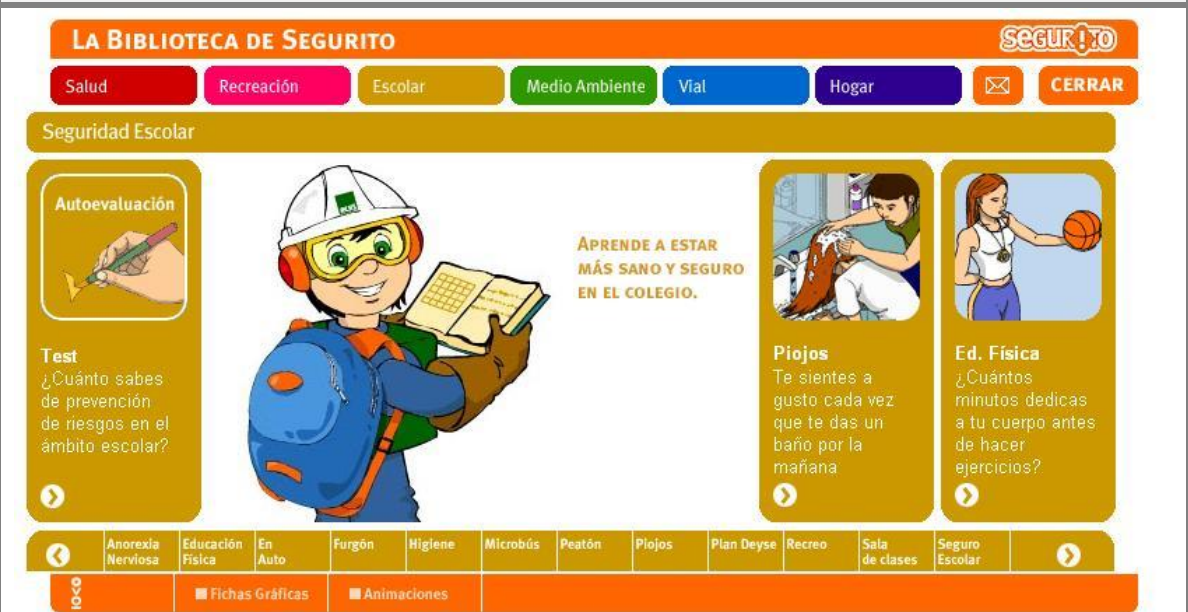 LA BIBLIOTECA DE SEGURITO
SEGUR!TO
Salud
Recreación
Escolar
Medio Ambiente
Vial
Hogar
CERRAR
Seguridad Escolar
Autoevaluación
Test
¿Cuánto sabes
de prevención
de riesgos en el
ámbito escolar?
APRENDE A ESTAR
MÁS SANO Y SEGURO
EN EL COLEGIO.
Piojos
Te sientes a
gusto cada vez
que te das un
baño por la
mañana
Ed. Física
¿Cuántos
minutos dedicas
a tu cuerpo antes
de hacer
ejercicios?
Anorexia
Nerviosa
Educación
Física
En
Auto
Furgón
Higiene
Microbús
Peatón
Piojos
Plan Deyse
Recreo
Sala
de clases
Seguro
Escolar
Fichas Gráficas
Animaciones